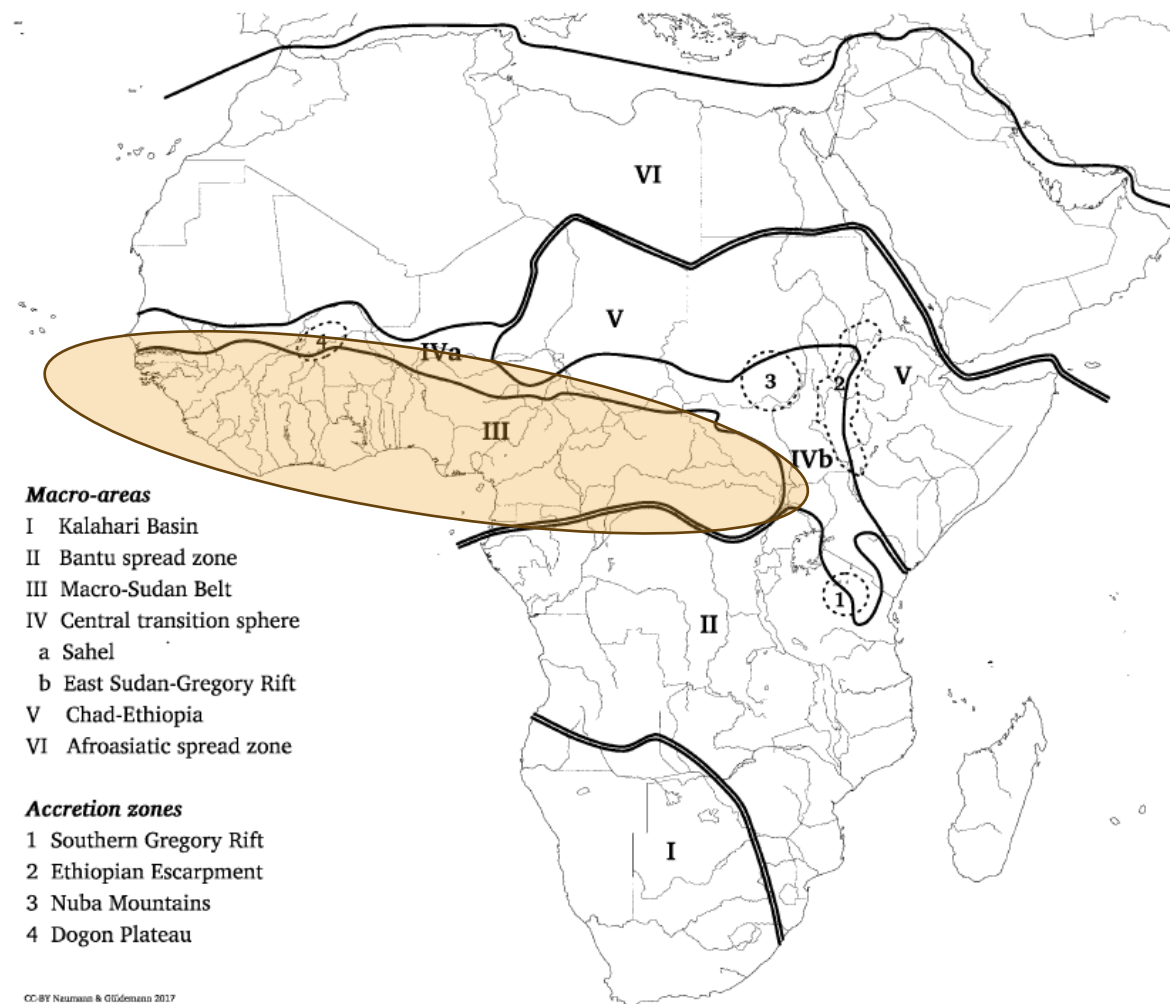 VI
V
4
IVa
3
2
V
III
IVb
Macro-areas
I Kalahari Basin
II Bantu spread zone
III Macro-Sudan Belt
IV Central transition sphere
a Sahel
b East Sudan-Gregory Rift
V Chad-Ethiopia
VI Afroasiatic spread zone
1
II
Accretion zones
1 Southern Gregory Rift
2 Ethiopian Escarpment
3 Nuba Mountains
4 Dogon Plateau
I
CC-BY Naumann & Güldemann 2017